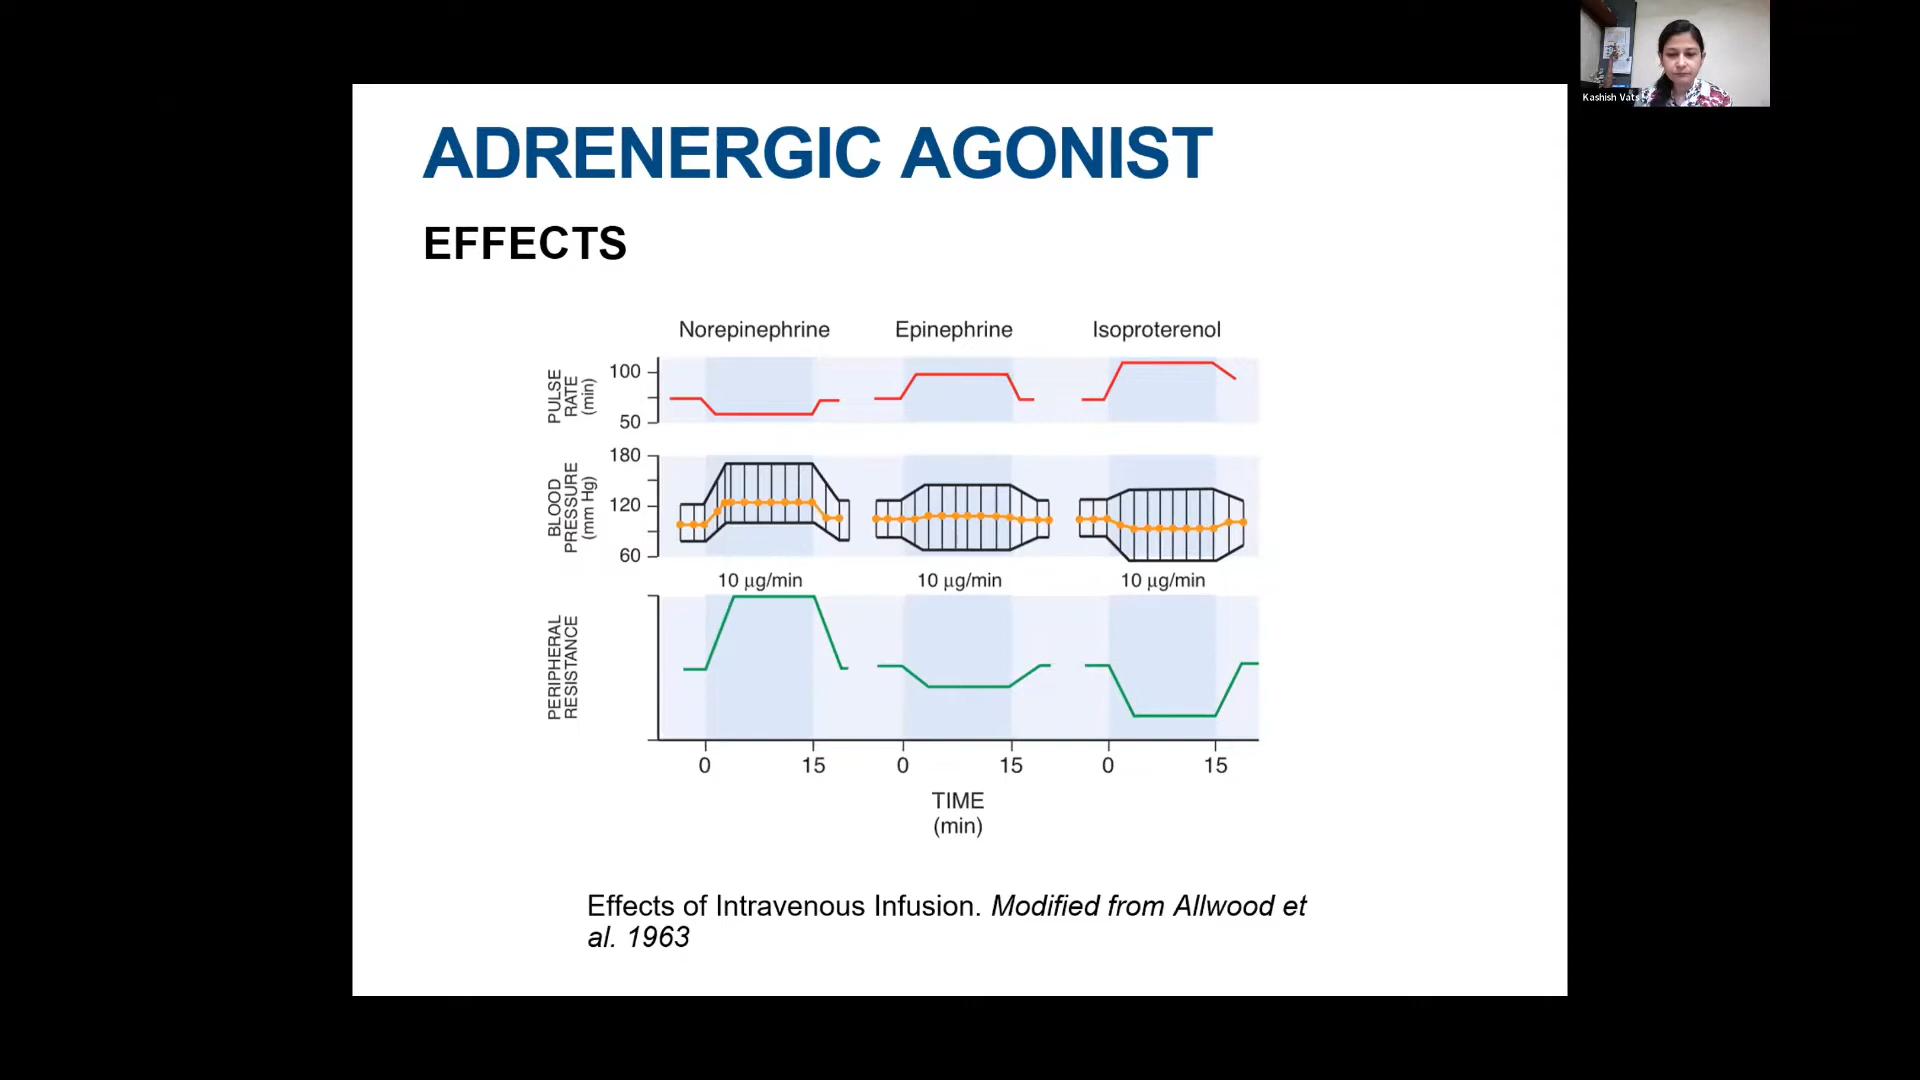 Kashish Vats
ADRENERGIC AGONIST
EFFECTS
Norepinephrine Epinephrine Isoproterenol
PULSE
RATE
(min)
100
50
BLOOD
PRESSURE
(mm Hg)
180
120
60
10 μg/min 10 μg/min 10 μg/min
PERIPHERAL
RESISTANCE
0 15 0 15 0 15
TIME
(min)
Effects of Intravenous Infusion. Modified from Allwood et
al. 1963